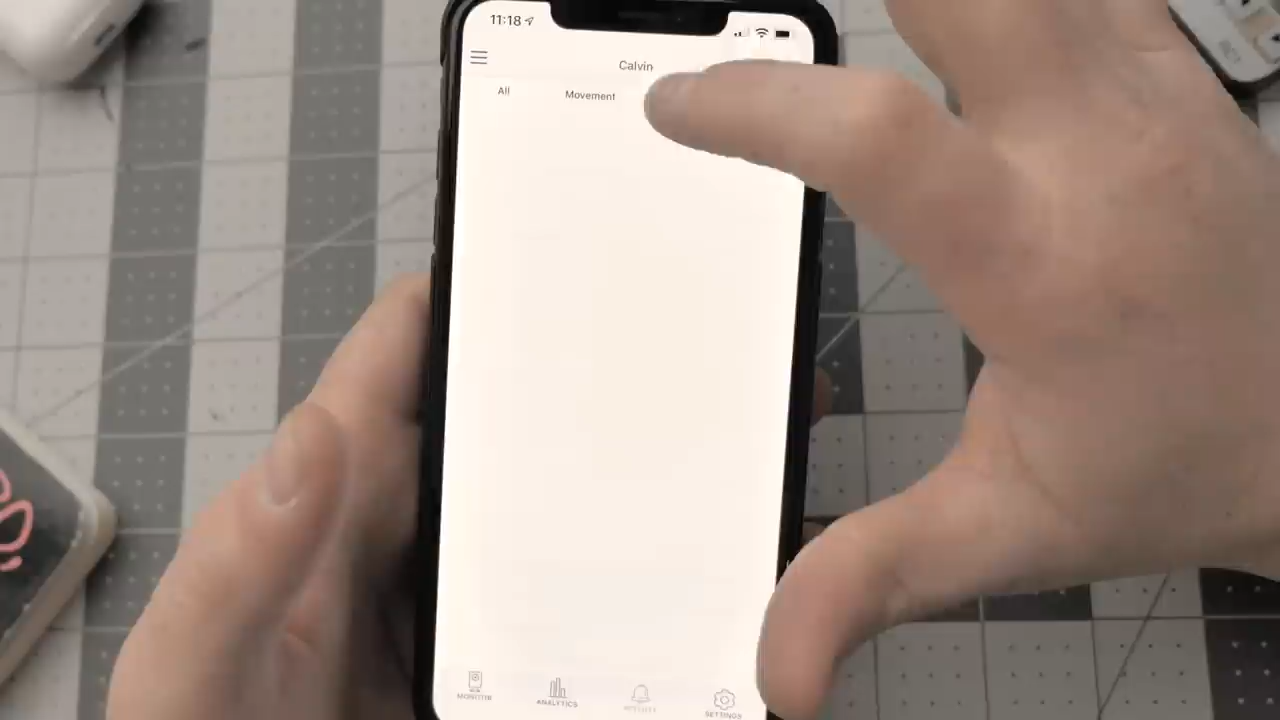 11:18
Calvin
All
Movement
MONITOR
ANALYTICS
SETTINGS